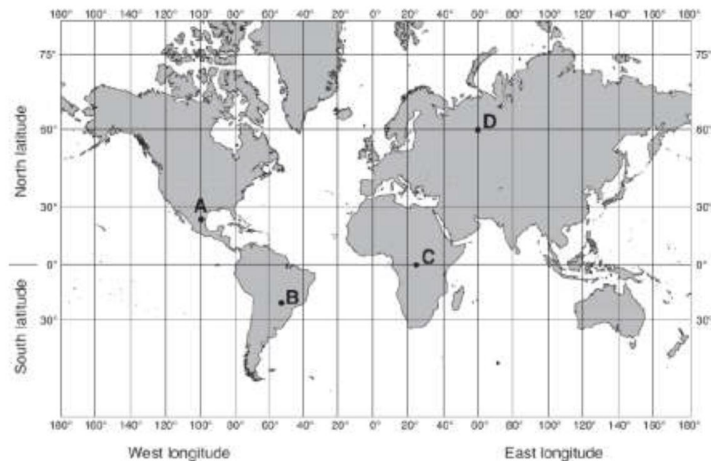 180° 160° 140° 120° 100° 80° 60° 40° 20° 0° 20° 40° 60° 80° 100° 120° 140° 160° 180°
75° 75°
North latitude
60° D 60°
A
30° 30°
0° C 0°
South latitude
B
30° 30°
180° 160° 140° 120° 100° 80° 60° 40° 20° 0° 20° 40° 60° 80° 100° 120° 140° 160° 180°
West longitude East longitude